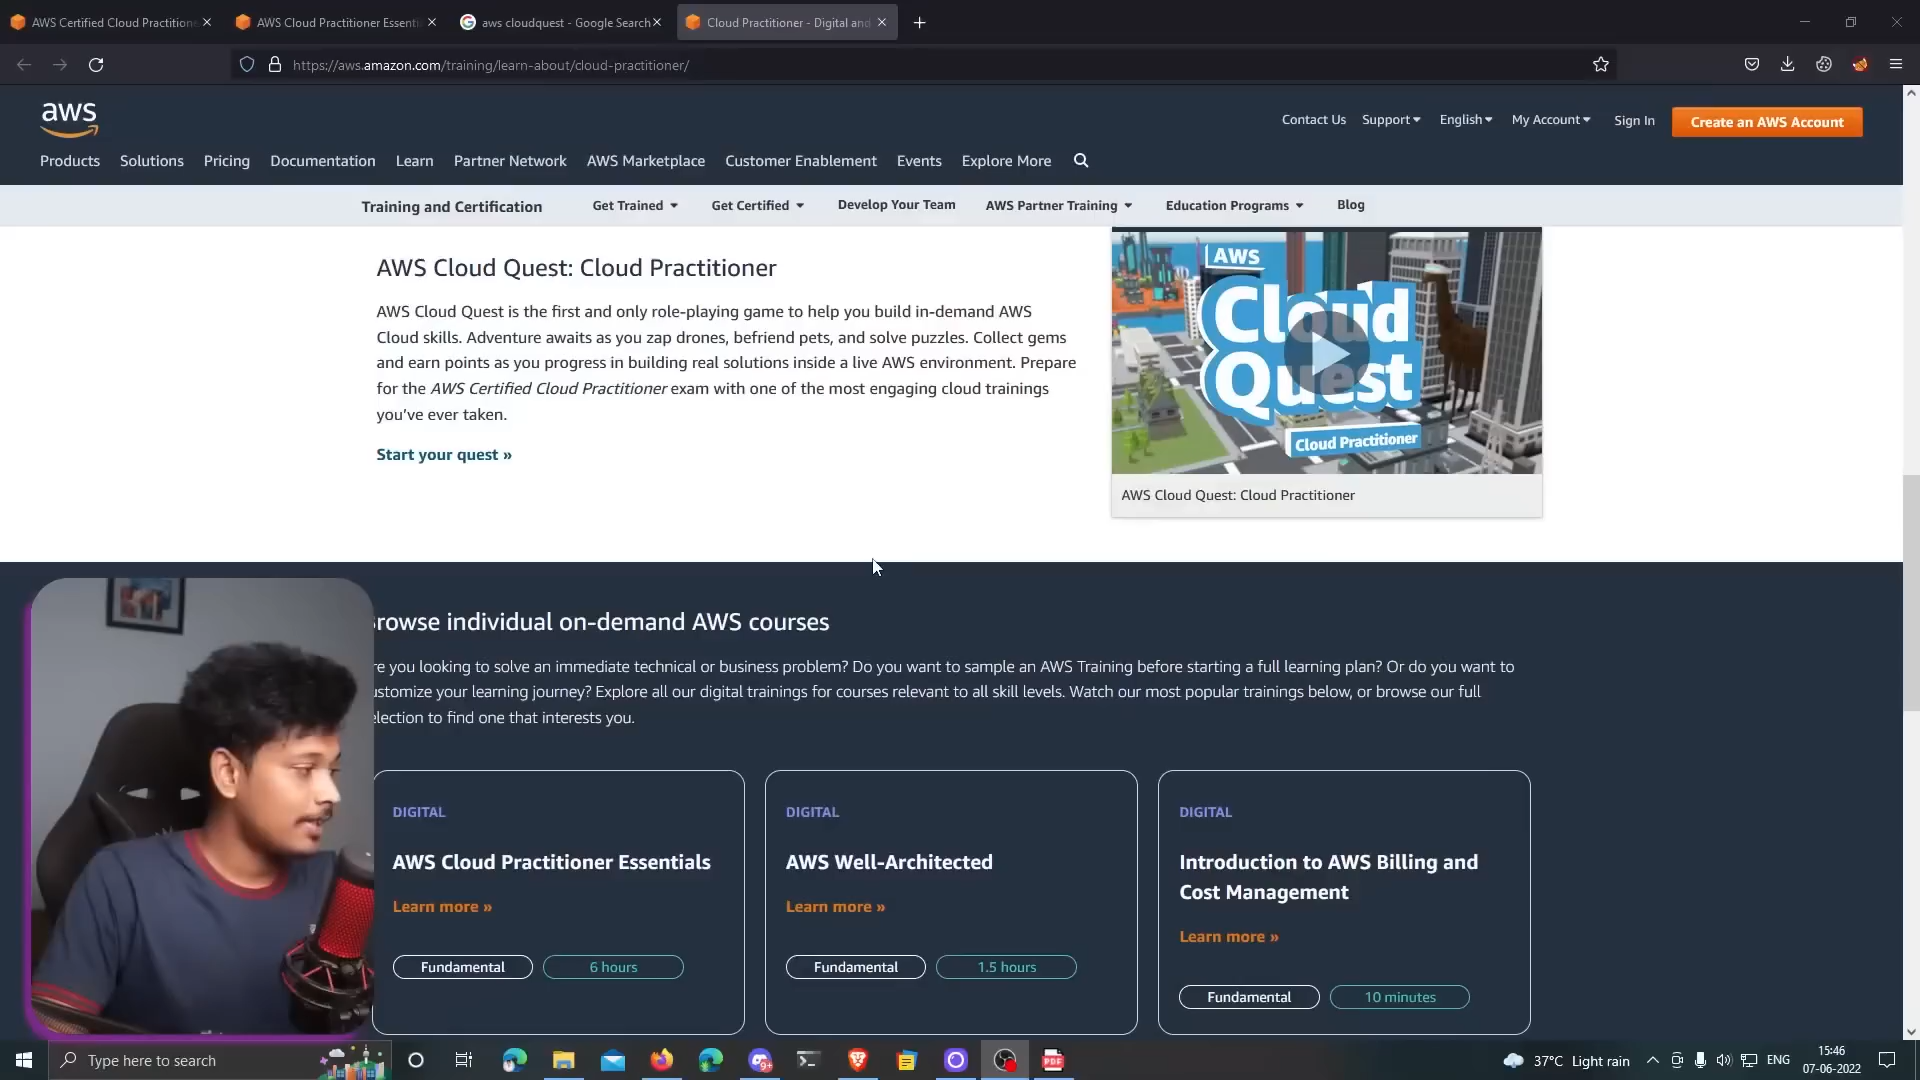 AWS Certified Cloud Practitione
AWS Cloud Practitioner Essenti
aws cloudquest - Google Search
Cloud Practitioner - Digital and
https://aws.amazon.com/training/learn-about/cloud-practitioner/
aws
Contact Us
Support
English
My Account
Sign In
Create an AWS Account
Products
Solutions
Pricing
Documentation
Learn
Partner Network
AWS Marketplace
Customer Enablement
Events
Explore More
Training and Certification
Get Trained
Get Certified
Develop Your Team
AWS Partner Training
Education Programs
Blog
AWS Cloud Quest: Cloud Practitioner
AWS Cloud Quest is the first and only role-playing game to help you build in-demand AWS
Cloud skills. Adventure awaits as you zap drones, befriend pets, and solve puzzles. Collect gems
and earn points as you progress in building real solutions inside a live AWS environment. Prepare
for the AWS Certified Cloud Practitioner exam with one of the most engaging cloud trainings
you've ever taken.
Start your quest »
AWS
Cloud
Quest
Cloud Practitioner
AWS Cloud Quest: Cloud Practitioner
rowse individual on-demand AWS courses
re you looking to solve an immediate technical or business problem? Do you want to sample an AWS Training before starting a full learning plan? Or do you want to
ustomize your learning journey? Explore all our digital trainings for courses relevant to all skill levels. Watch our most popular trainings below, or browse our full
election to find one that interests you.
DIGITAL
AWS Cloud Practitioner Essentials
Learn more »
Fundamental
6 hours
DIGITAL
AWS Well-Architected
Learn more »
Fundamental
1.5 hours
DIGITAL
Introduction to AWS Billing and
Cost Management
Learn more »
Fundamental
10 minutes
Type here to search
9+
PDF
37°C Light rain
ENG
15:46
07-06-2022